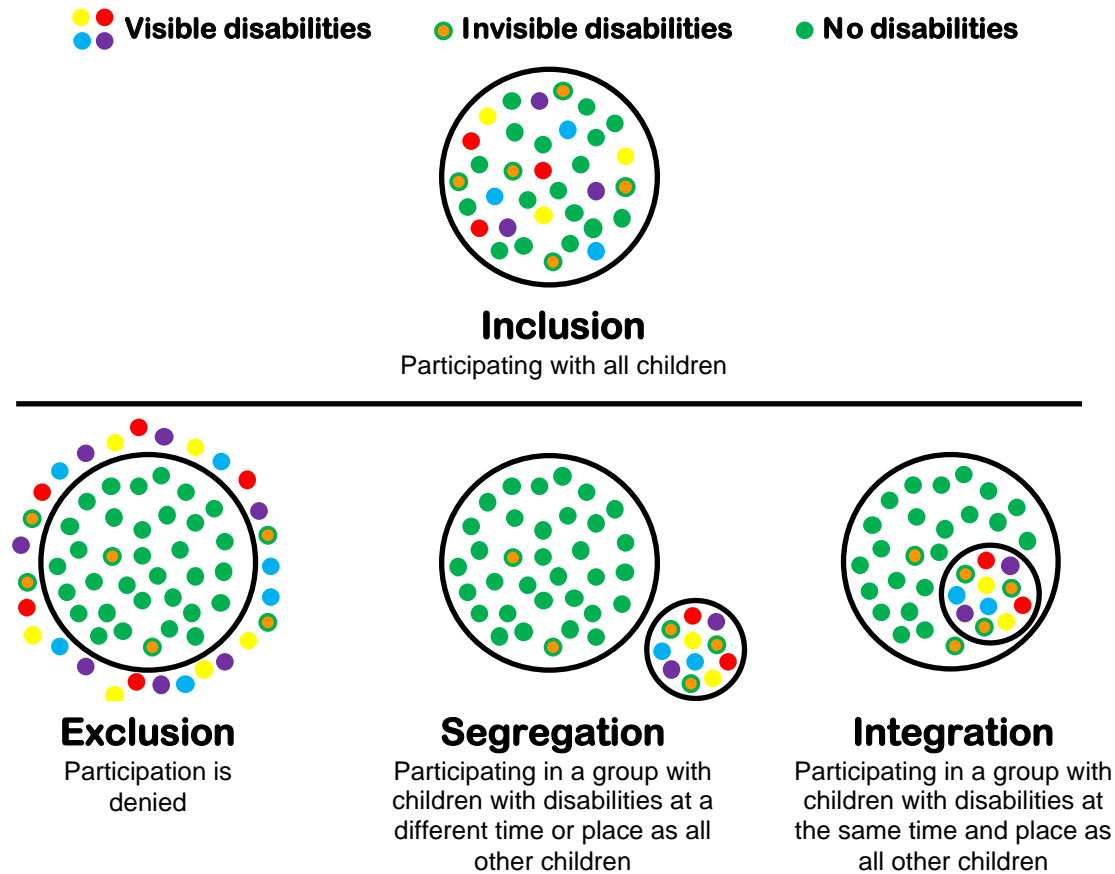 Visible disabilities
Invisible disabilities
No disabilities
Inclusion
Participating with all children
Exclusion
Participation is
denied
Segregation
Participating in a group with
children with disabilities at a
different time or place as all
other children
Integration
Participating in a group with
children with disabilities at
the same time and place as
all other children